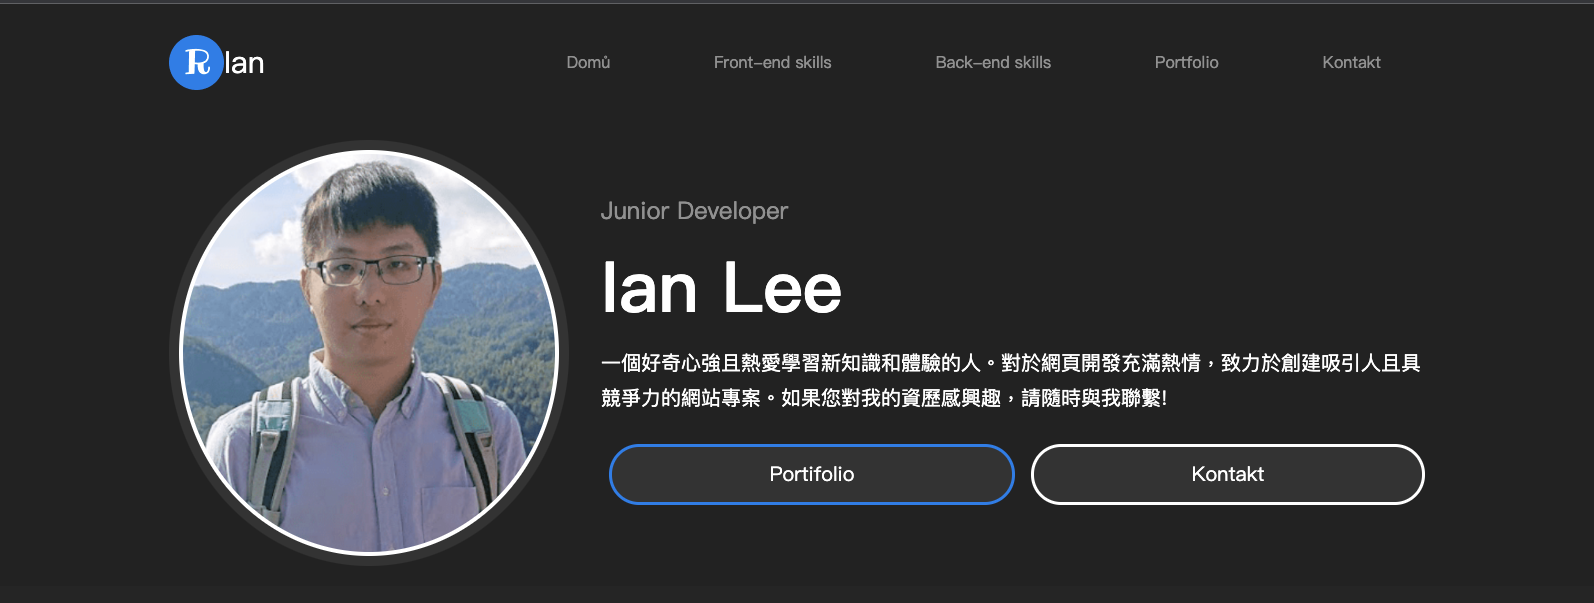 R Ian
Domů Front-end skills Back-end skills Portfolio Kontakt
Junior Developer
Ian Lee
一個好奇心強且熱愛學習新知識和體驗的人。對於網頁開發充滿熱情，致力於創建吸引人且具
競爭力的網站專案。如果您對我的資歷感興趣，請隨時與我聯繫!
Portifolio Kontakt